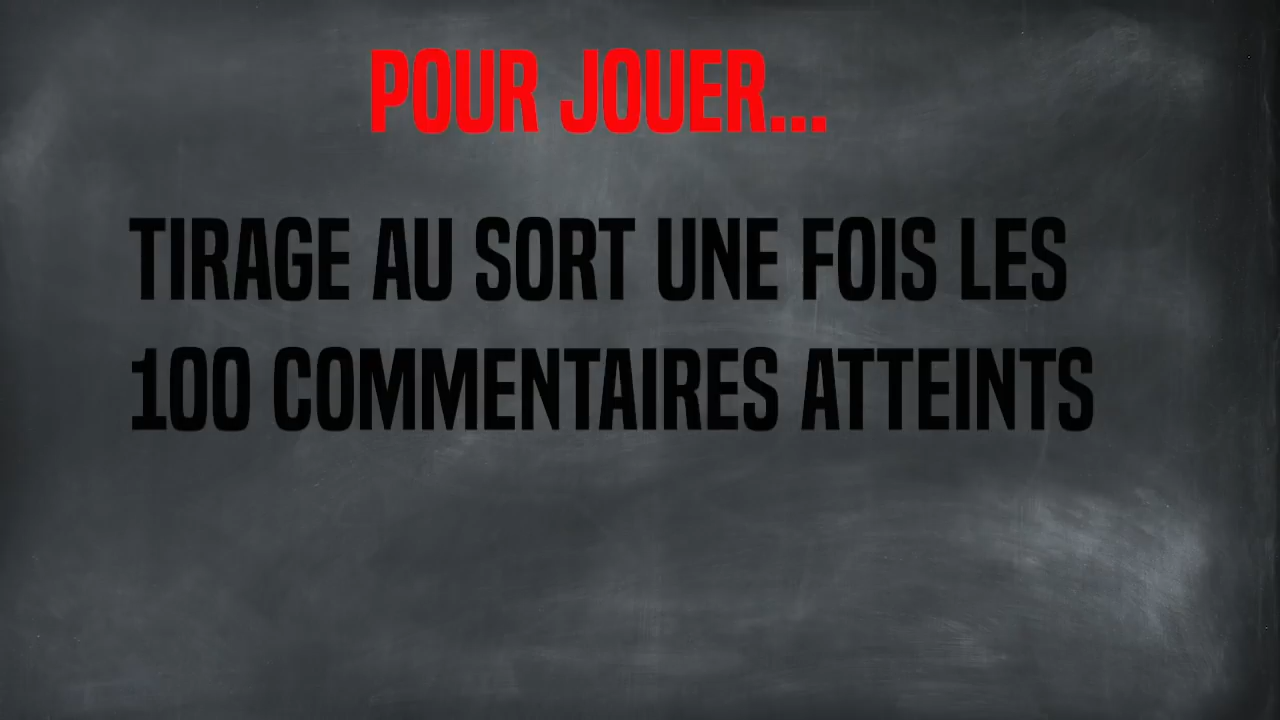 POUR JOUER...
TIRAGE AU SORT UNE FOIS LES
100 COMMENTAIRES ATTEINTS